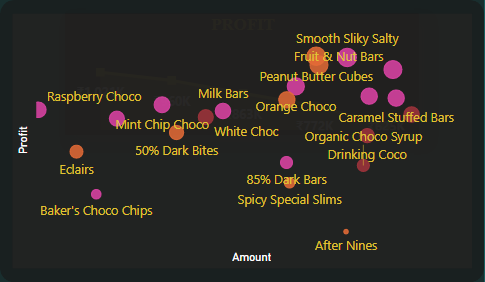 PROFIT
Smooth Sliky Salty
Fruit & Nut Bars
Peanut Butter Cubes
Raspberry Choco
Milk Bars
Orange Choco
Mint Chip Choco
White Choc
Caramel Stuffed Bars
50% Dark Bites
Organic Choco Syrup
Drinking Coco
Eclairs
85% Dark Bars
Baker's Choco Chips
Spicy Special Slims
After Nines
Profit
Amount